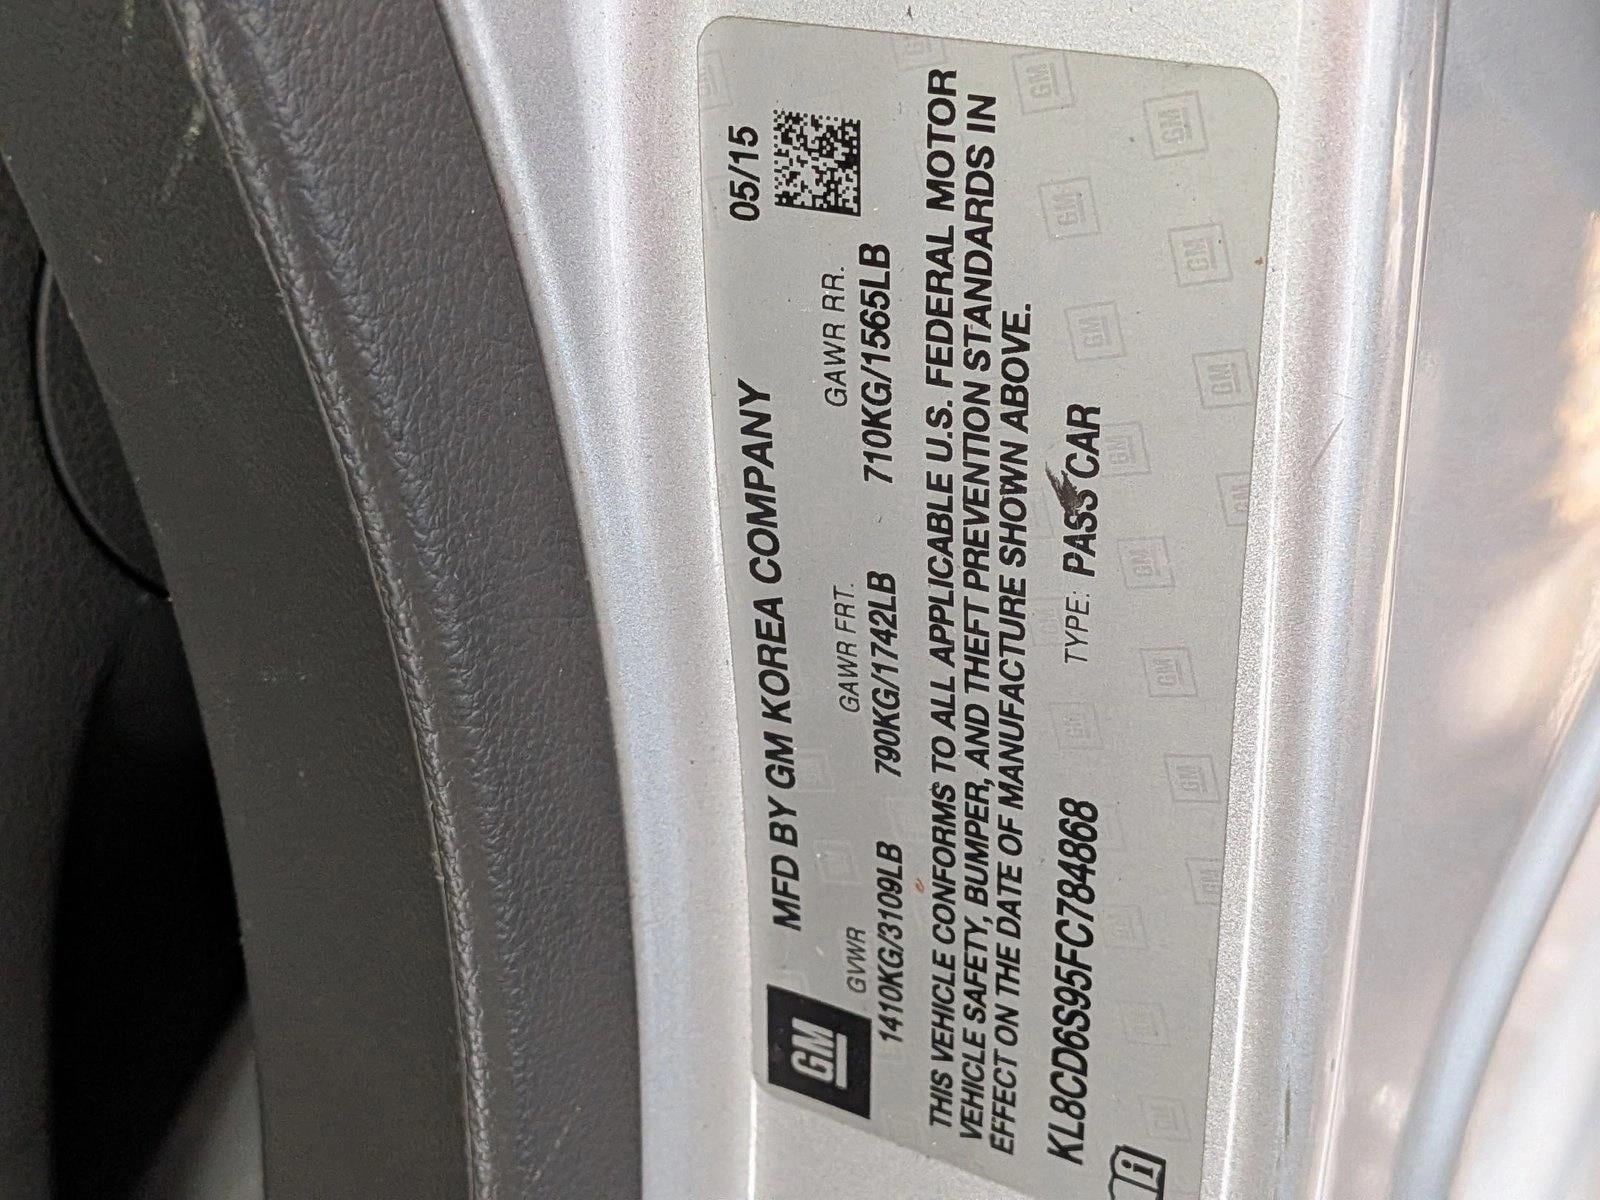 GM
MFD BY GM KOREA COMPANY
05/15
GVWR
GAWR FRT.
GAWR RR.
1410KG/3109LB
790KG/1742LB
710KG/1565LB
THIS VEHICLE CONFORMS TO ALL APPLICABLE U.S. FEDERAL MOTOR
VEHICLE SAFETY, BUMPER, AND THEFT PREVENTION STANDARDS IN
EFFECT ON THE DATE OF MANUFACTURE SHOWN ABOVE.
KL8CD6S95FC784868
TYPE: PASS CAR
i